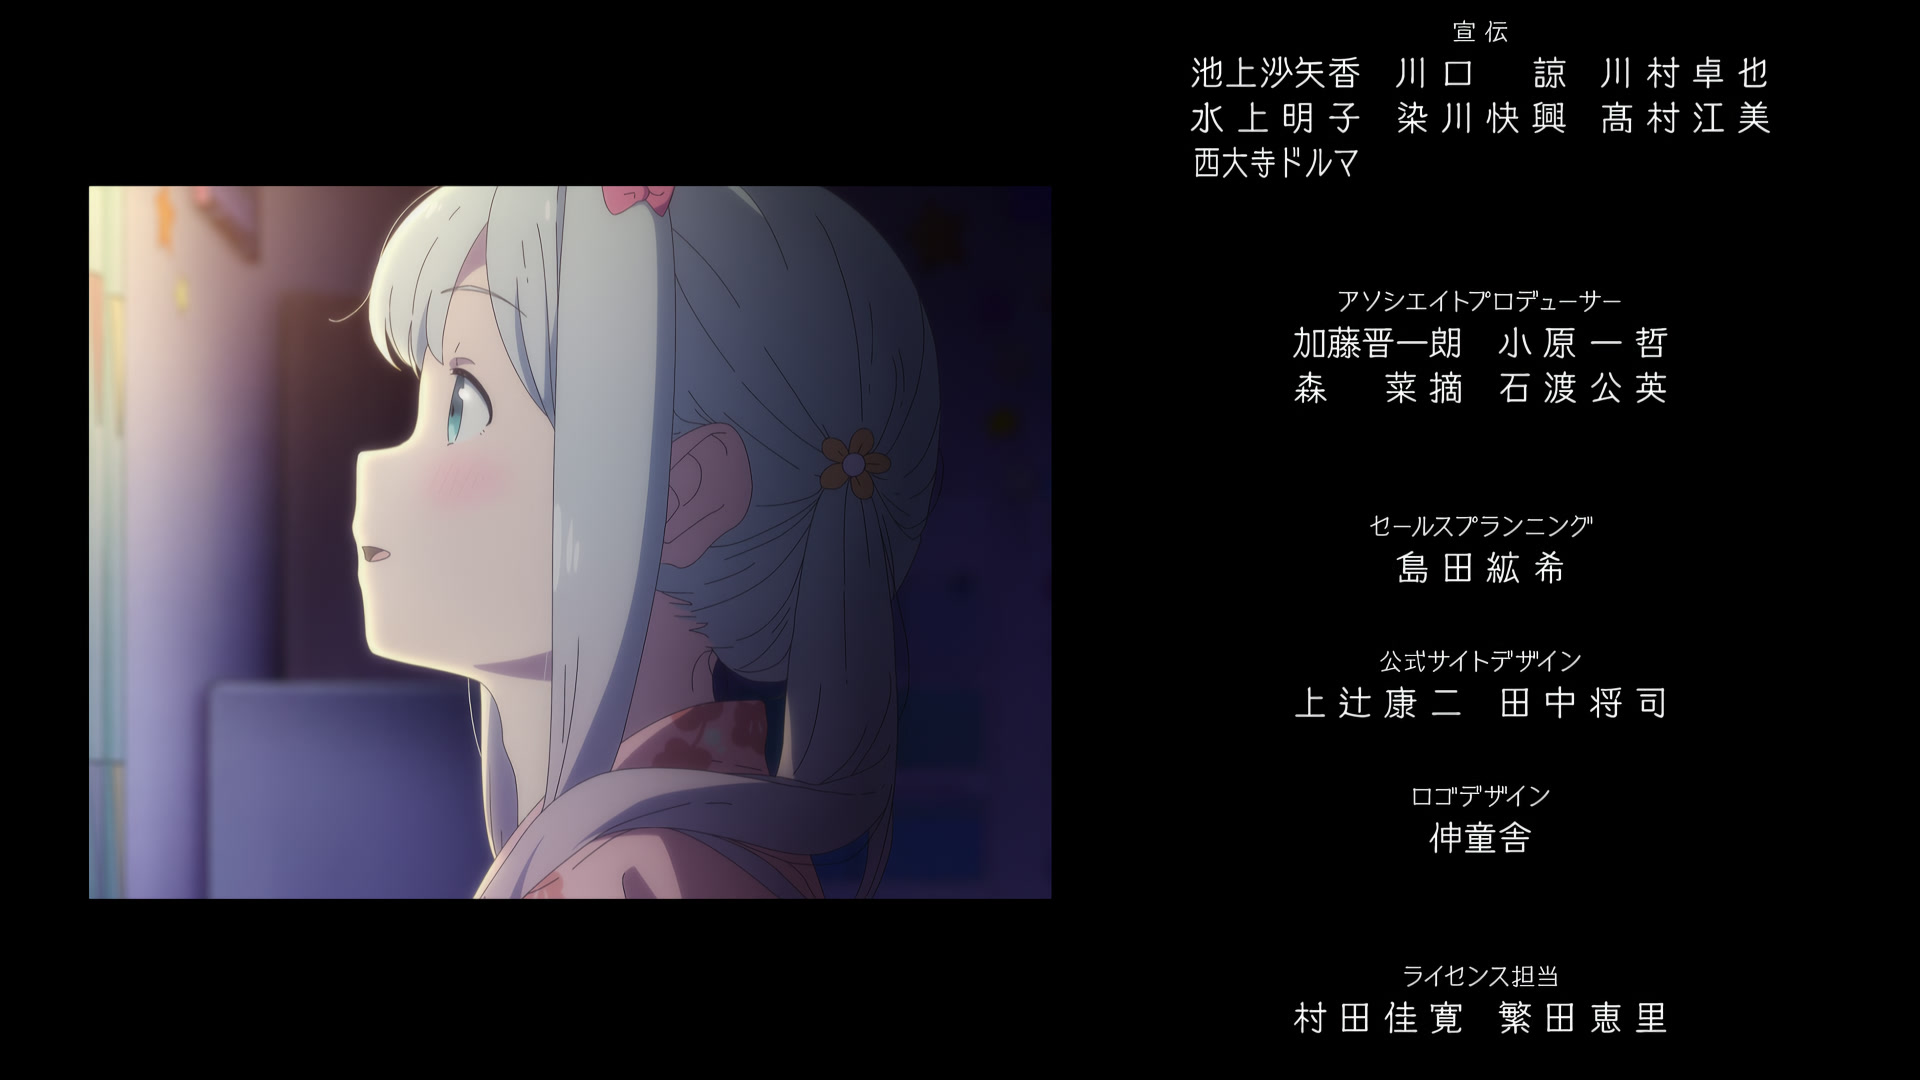 宣伝
池上沙矢香 川口 諒 川村卓也
水上明子 染川快興 髙村江美
西大寺ドルマ
アソシエイトプロデューサー
加藤晋一朗 小原一哲
森 菜摘 石渡公英
セールスプランニング
島田紘希
公式サイトデザイン
上辻康二 田中将司
ロゴデザイン
伸童舎
ライセンス担当
村田佳寛 繁田恵里